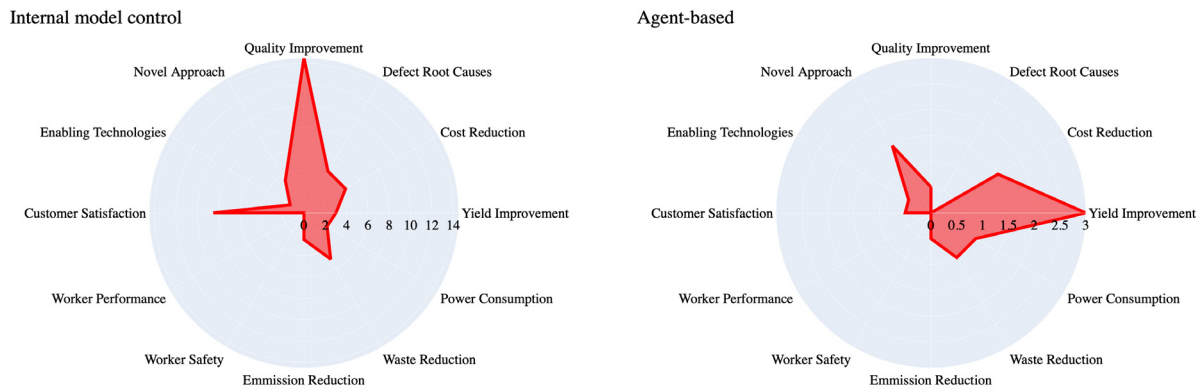 Internal model control
Quality Improvement
Novel Approach
Defect Root Causes
Enabling Technologies
Cost Reduction
Customer Satisfaction
Yield Improvement
0 2 4 6 8 10 12 14
Worker Performance
Power Consumption
Worker Safety
Waste Reduction
Emmission Reduction
Agent-based
Quality Improvement
Novel Approach
Defect Root Causes
Enabling Technologies
Cost Reduction
Customer Satisfaction
Yield Improvement
0 0.5 1 1.5 2 2.5 3
Worker Performance
Power Consumption
Worker Safety
Waste Reduction
Emmission Reduction